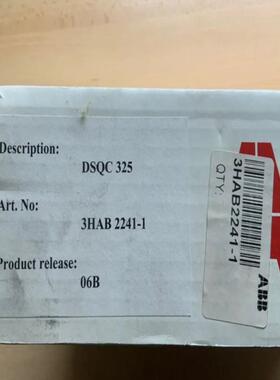 Description:
DSQC 325
Art. No:
3HAB 2241-1
Product release:
06B
3HAB2241-1
QTY:
ABB